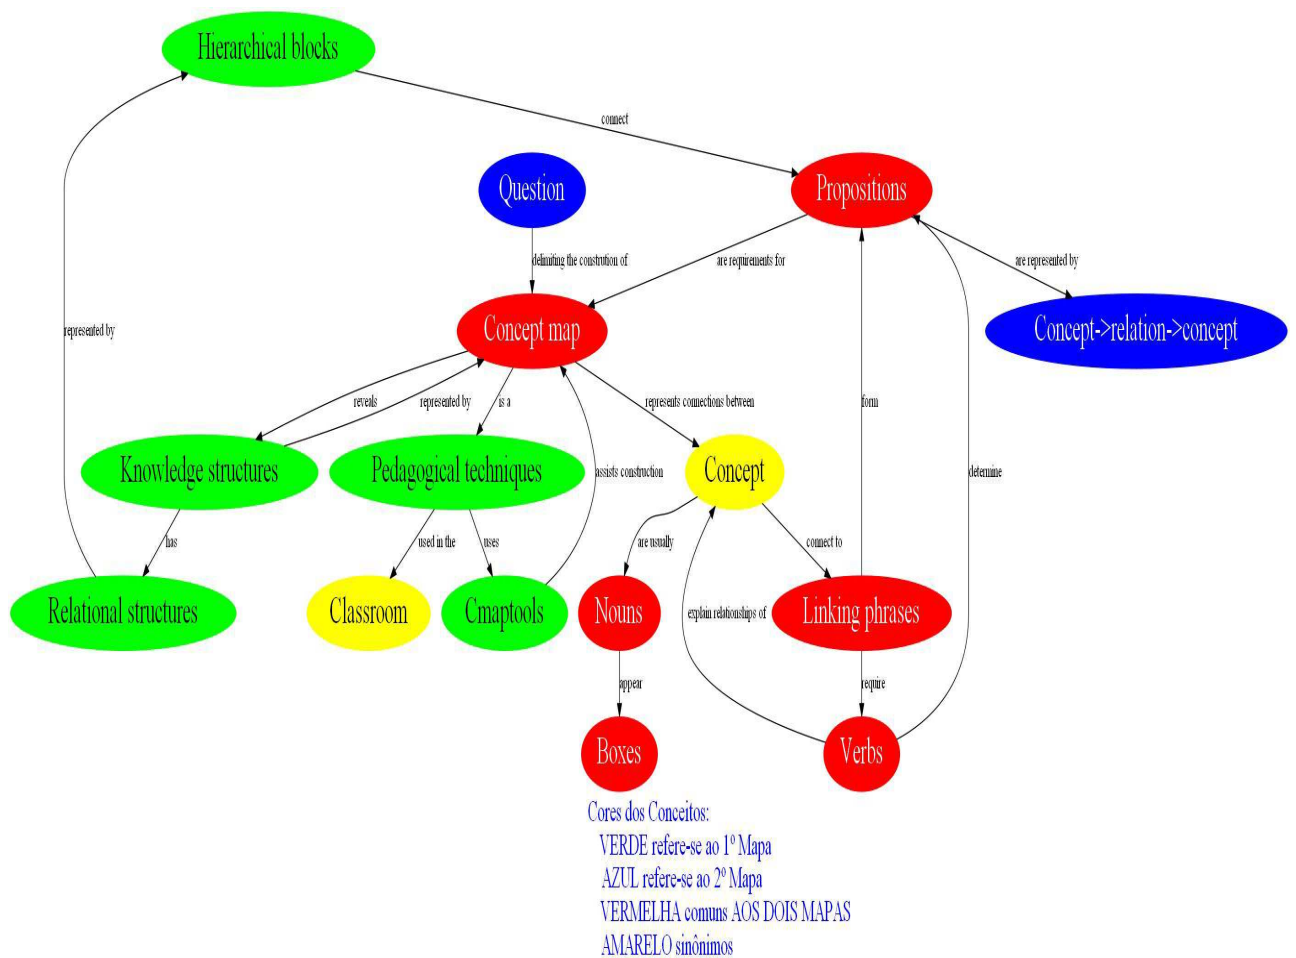 Hierarchical blocks
connect
Question
Propositions
delimiting the constrution of
are requirements for
are represented by
Concept map
Concept->relation->concept
represented by
reveals
represented by
is a
represents connections between
form
Knowledge structures
Pedagogical techniques
assists construction
Concept
determine
has
used in the
uses
are usually
connect to
Relational structures
Classroom
Cmaptools
Nouns
explain relationships of
Linking phrases
appear
require
Boxes
Verbs
Cores dos Conceitos:
VERDE refere-se ao 1º Mapa
AZUL refere-se ao 2º Mapa
VERMELHA comuns AOS DOIS MAPAS
AMARELO sinônimos